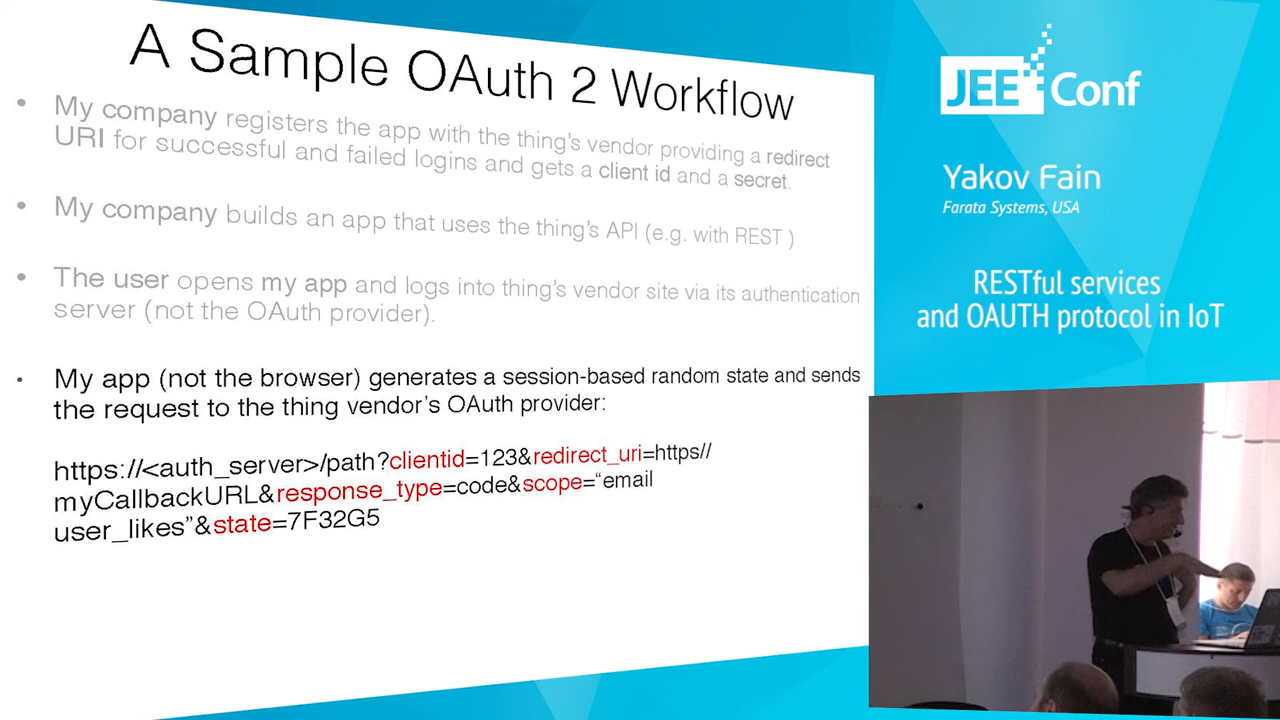 A Sample OAuth 2 Workflow
• My company registers the app with the thing's vendor providing a redirect
URI for successful and failed logins and gets a client id and a secret.
• My company builds an app that uses the thing's API (e.g. with REST )
• The user opens my app and logs into thing's vendor site via its authentication
server (not the OAuth provider).
• My app (not the browser) generates a session-based random state and sends
the request to the thing vendor's OAuth provider:
https://<auth_server>/path?clientid=123&redirect_uri=https//
myCallbackURL&response_type=code&scope=“email
user_likes”&state=7F32G5
JEE Conf
Yakov Fain
Farata Systems, USA
RESTful services
and OAUTH protocol in IoT